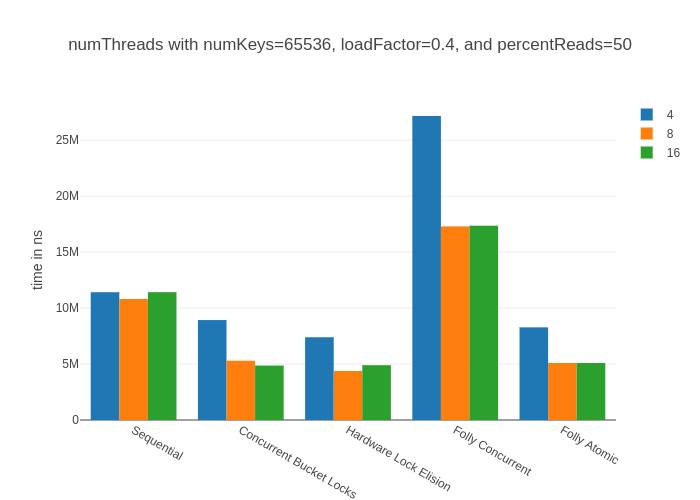 numThreads with numKeys=65536, loadFactor=0.4, and percentReads=50
4
8
16
time in ns
25M
20M
15M
10M
5M
0
Sequential
Concurrent Bucket Locks
Hardware Lock Elision
Folly Concurrent
Folly Atomic